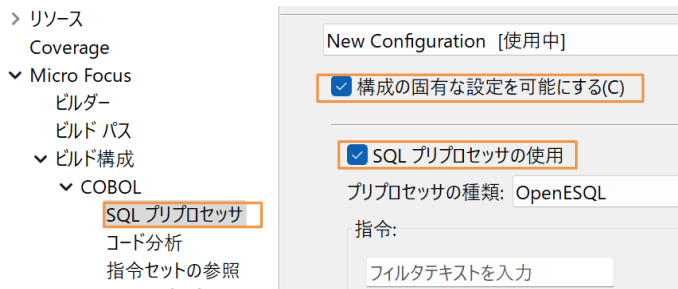 リソース
Coverage
Micro Focus
ビルダー
ビルド パス
ビルド構成
COBOL
SQL プリプロセッサ
コード分析
指令セットの参照
New Configuration [使用中]
構成の固有な設定を可能にする(C)
SQL プリプロセッサの使用
プリプロセッサの種類: OpenESQL
指令:
フィルタテキストを入力